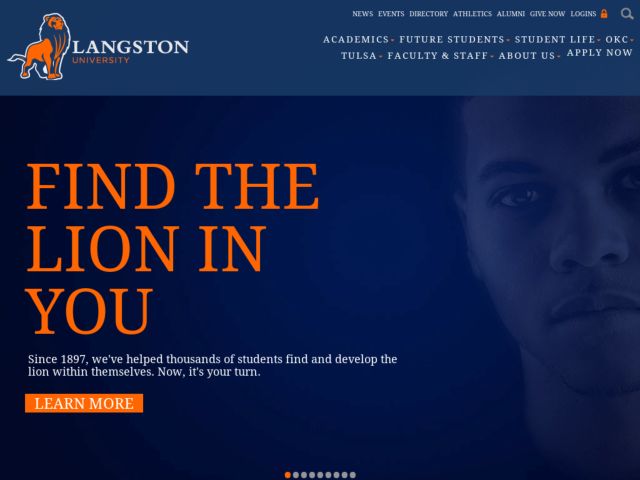 NEWS EVENTS DIRECTORY ATHLETICS ALUMNI GIVE NOW LOGINS
LANGSTON
UNIVERSITY
ACADEMICS FUTURE STUDENTS STUDENT LIFE OKC
TULSA FACULTY & STAFF ABOUT US APPLY NOW
FIND THE
LION IN
YOU
Since 1897, we've helped thousands of students find and develop the
lion within themselves. Now, it's your turn.
LEARN MORE